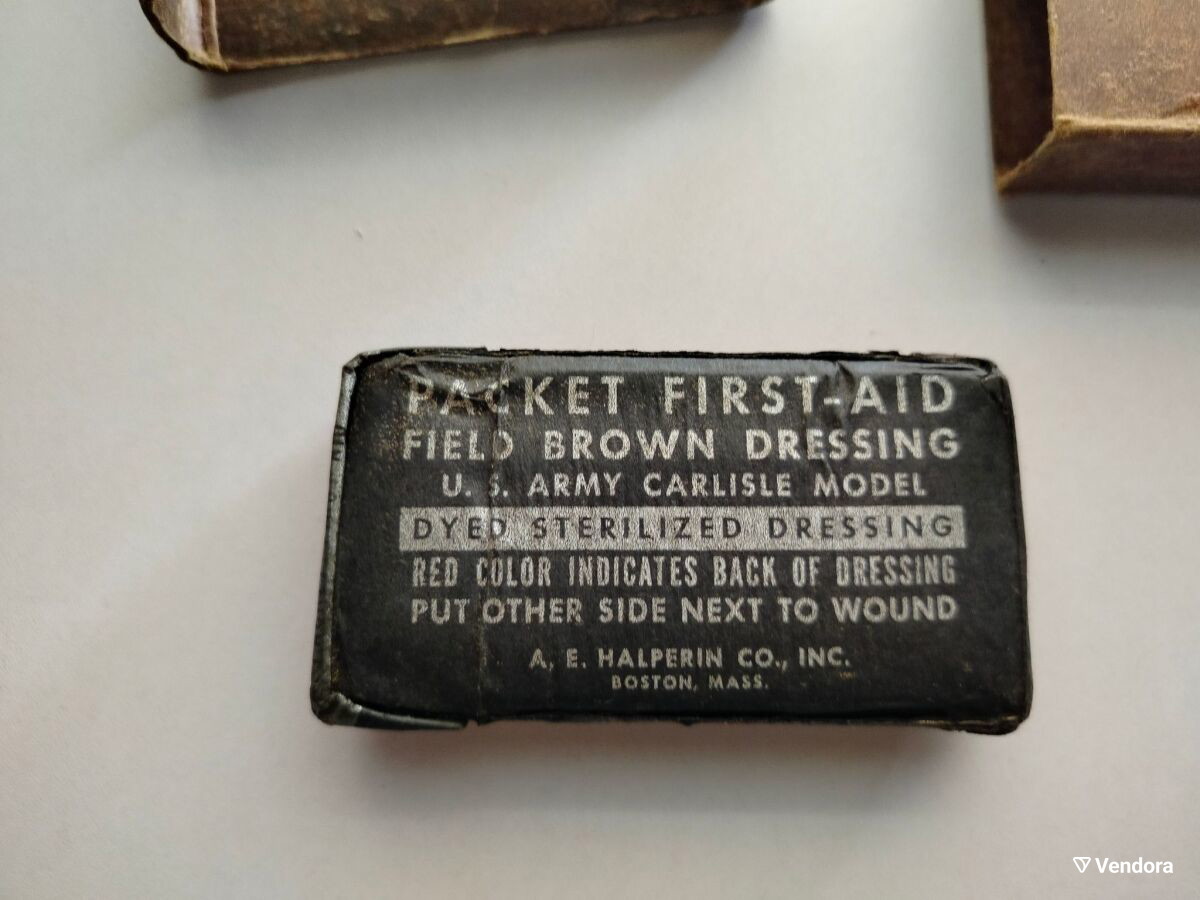 PACKET FIRST-AID
FIELD BROWN DRESSING
U. S. ARMY CARLISLE MODEL
DYED STERILIZED DRESSING
RED COLOR INDICATES BACK OF DRESSING
PUT OTHER SIDE NEXT TO WOUND
A. E. HALPERIN CO., INC.
BOSTON, MASS.
Vendora